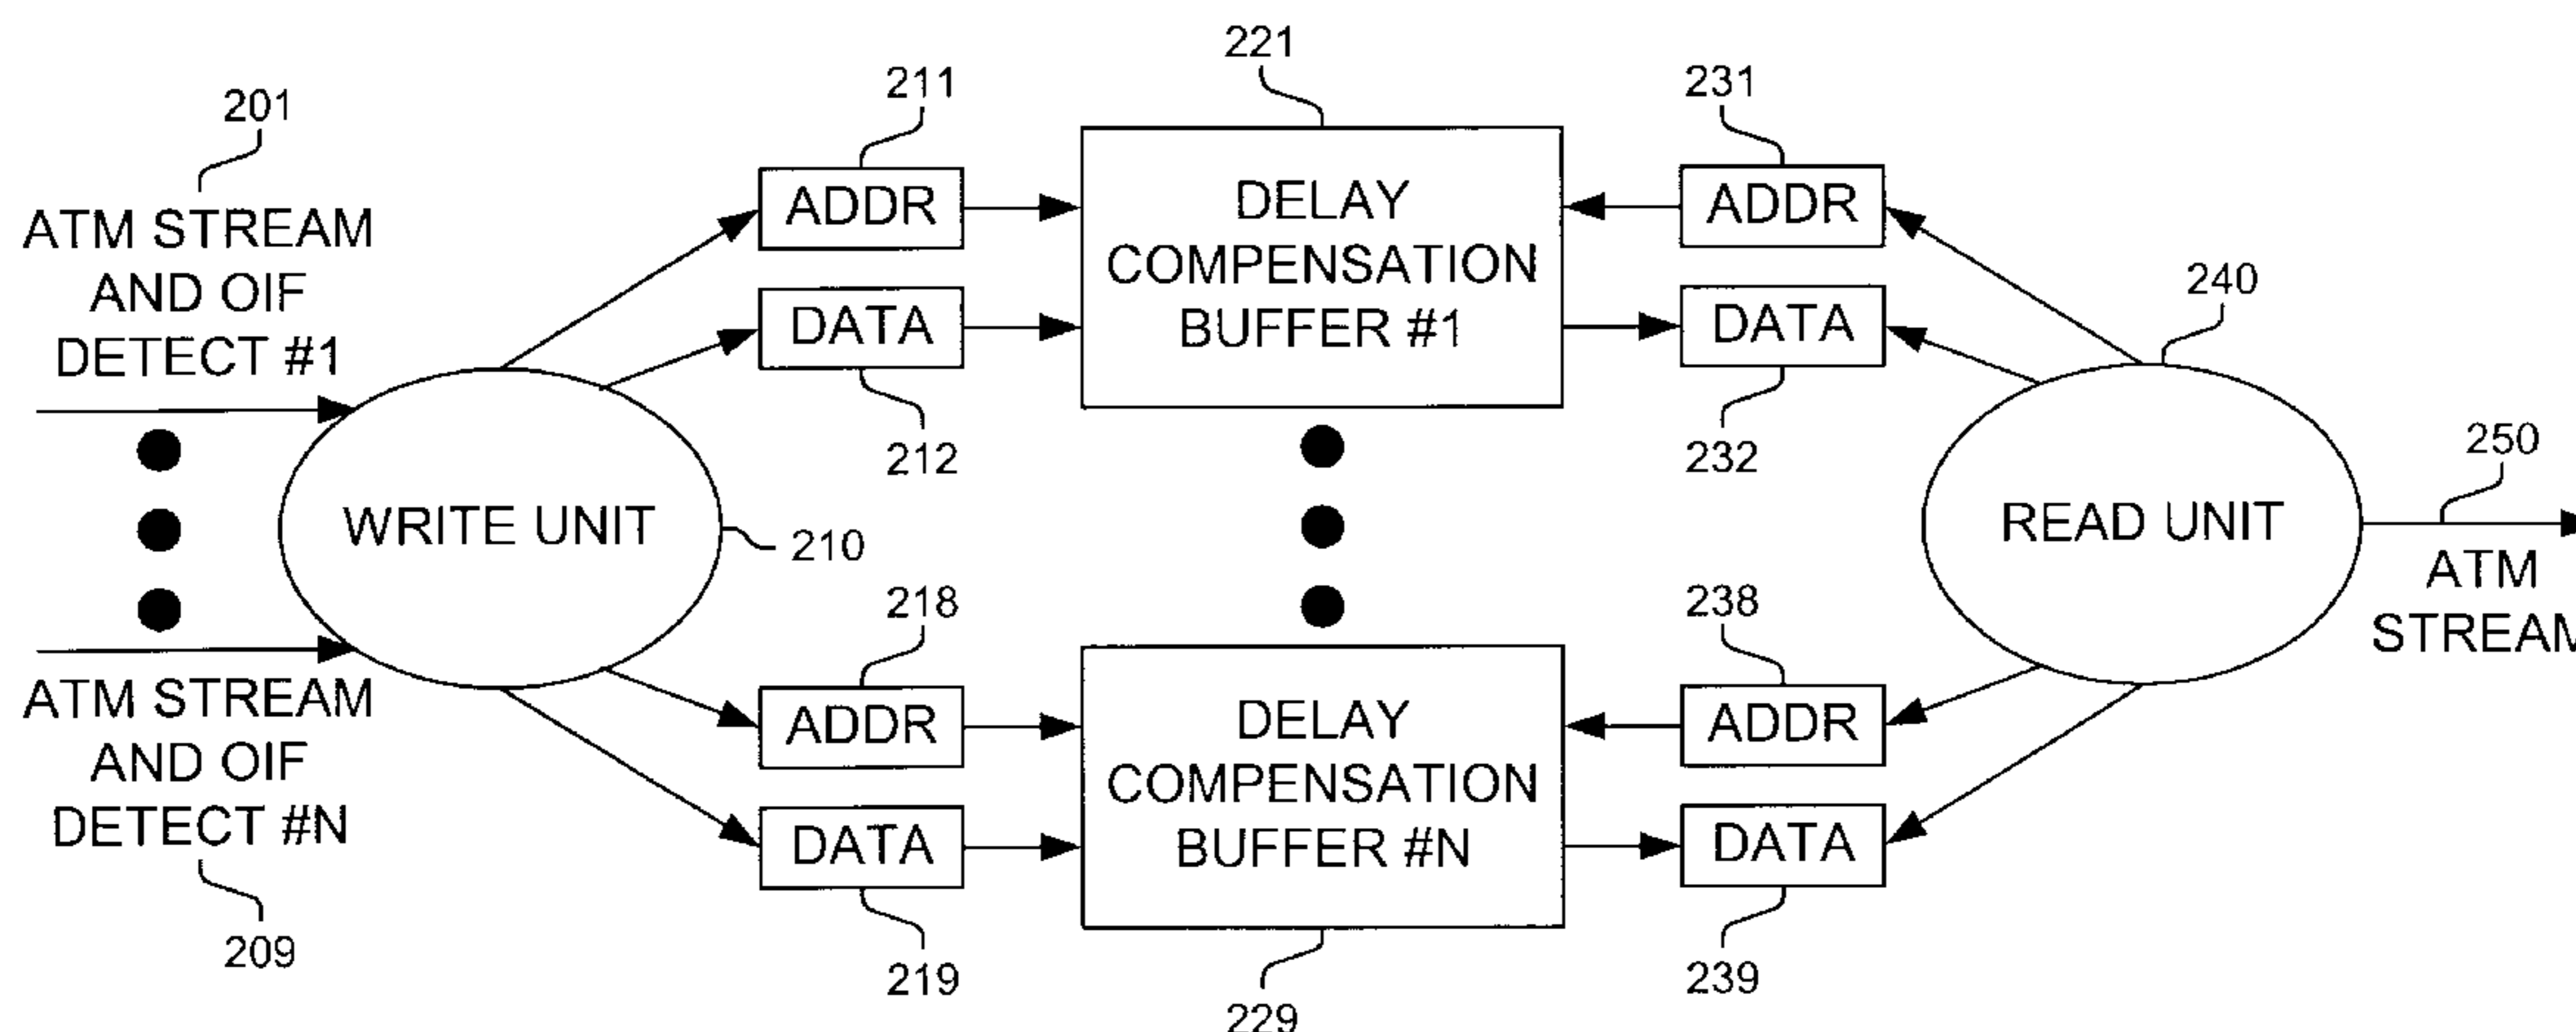 201
ATM STREAM
AND OIF
DETECT #1
211
ADDR
DATA
212
221
DELAY
COMPENSATION
BUFFER #1
231
ADDR
DATA
232
240
WRITE UNIT
210
READ UNIT
250
ATM
STREAM
ATM STREAM
AND OIF
DETECT #N
209
218
ADDR
DATA
219
DELAY
COMPENSATION
BUFFER #N
229
238
ADDR
DATA
239